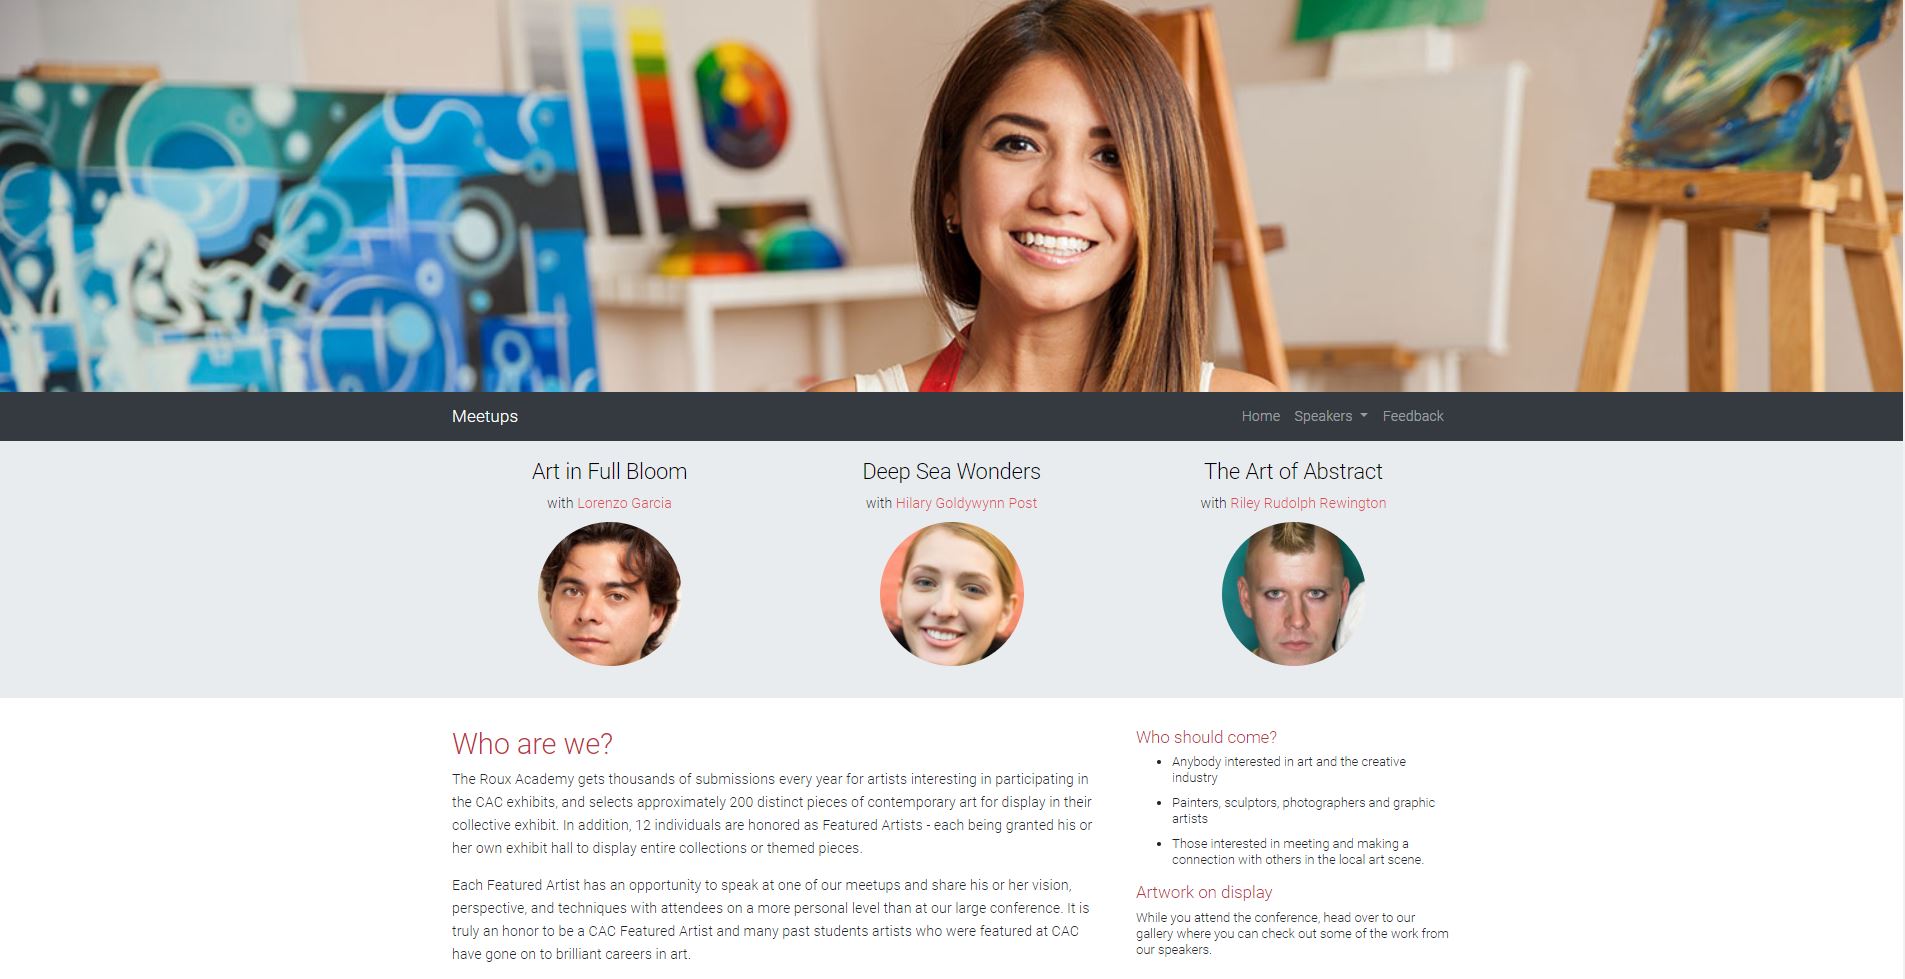 Meetups
Home Speakers Feedback
Art in Full Bloom
with Lorenzo Garcia
Deep Sea Wonders
with Hilary Goldywynn Post
The Art of Abstract
with Riley Rudolph Rewington
Who are we?
The Roux Academy gets thousands of submissions every year for artists interesting in participating in
the CAC exhibits, and selects approximately 200 distinct pieces of contemporary art for display in their
collective exhibit. In addition, 12 individuals are honored as Featured Artists - each being granted his or
her own exhibit hall to display entire collections or themed pieces.
Each Featured Artist has an opportunity to speak at one of our meetups and share his or her vision,
perspective, and techniques with attendees on a more personal level than at our large conference. It is
truly an honor to be a CAC Featured Artist and many past students artists who were featured at CAC
have gone on to brilliant careers in art.
Who should come?
Anybody interested in art and the creative
industry
Painters, sculptors, photographers and graphic
artists
Those interested in meeting and making a
connection with others in the local art scene.
Artwork on display
While you attend the conference, head over to our
gallery where you can check out some of the work from
our speakers.